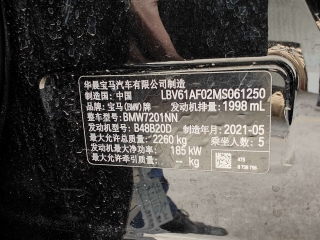 华晨宝马汽车有限公司制造
制造国：中国 LBV61AF02MS061250
品牌：宝马(BMW)牌 发动机排量：1998 mL
整车型号：BMW7201NN
发动机型号：B48B20D 制造年月：2021-05
最大允许总质量：2260 kg 乘坐人数：5
发动机最大净功率：185 kW
最大允许牵引质量：– kg